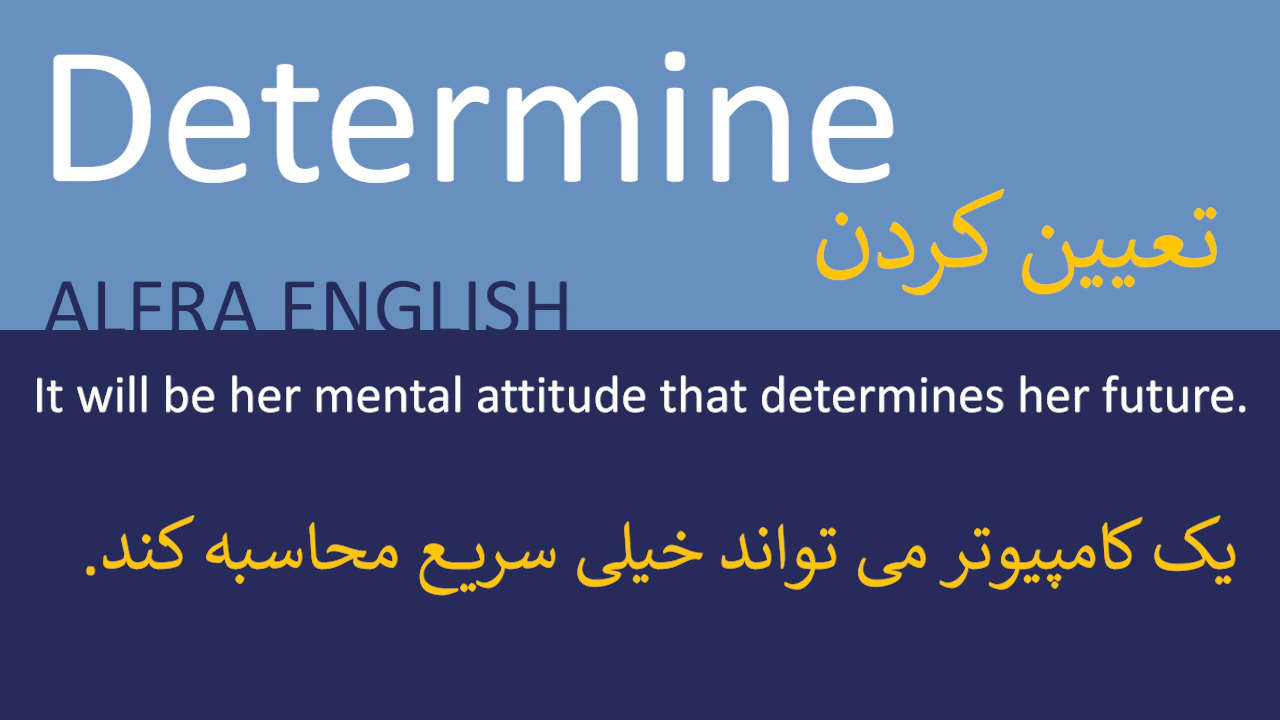 Determine
تعیین کردن
ALFRA ENGLISH
It will be her mental attitude that determines her future.
یک کامپیوتر می تواند خیلی سریع محاسبه کند.